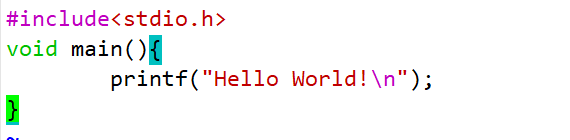 #include<stdio.h>
void main(){
        printf("Hello World!\n");
}